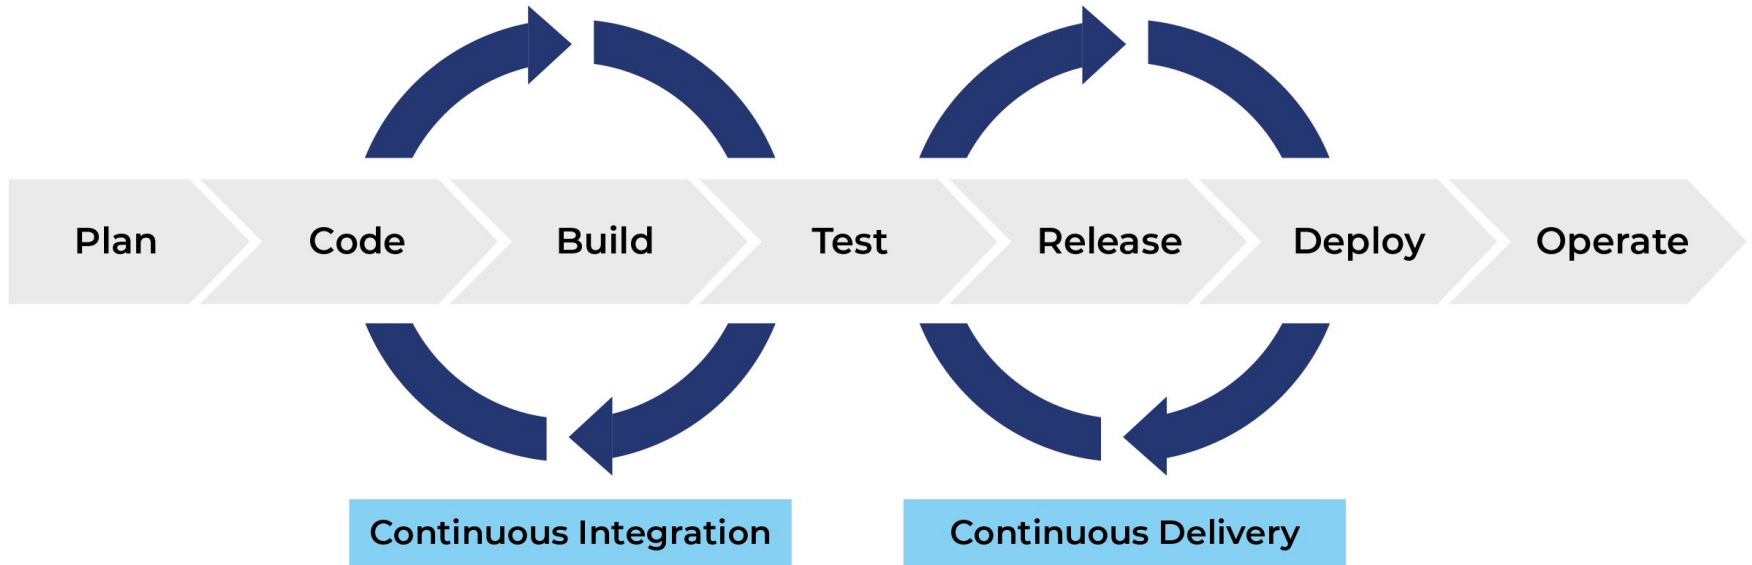 Plan
Code
Build
Test
Release
Deploy
Operate
Continuous Integration
Continuous Delivery